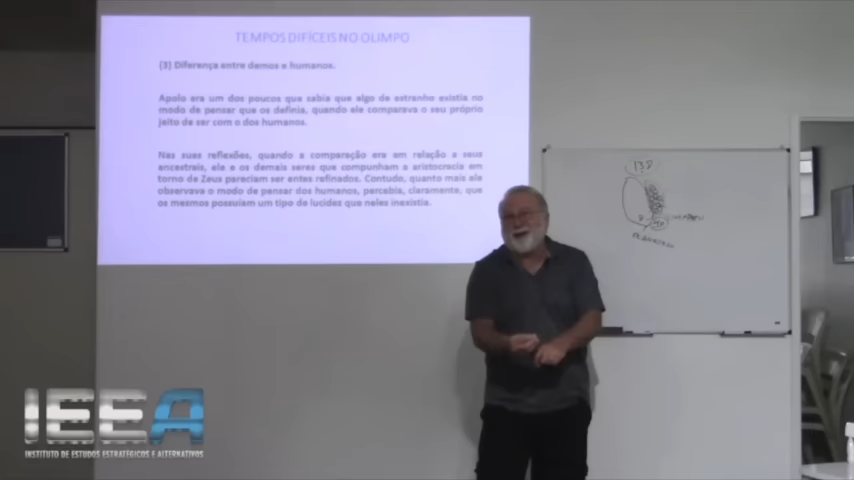 TEMPOS DIFÍCEIS NO OLIMPO
(3) Diferença entre demos e humanos.
Apolo era um dos poucos que sabia que algo de estranho existia no
modo de pensar que os definia, quando ele comparava o seu próprio
jeito de ser com o dos humanos.
Nas suas reflexões, quando a comparação era em relação a seus
ancestrais, ele e os demais seres que compunham a aristocracia em
torno de Zeus pareciam ser entes refinados. Contudo, quanto mais ele
observava o modo de pensar dos humanos, percebia, claramente, que
os mesmos possuíam um tipo de lucidez que neles inexistia.
IEEA
INSTITUTO DE ESTUDOS ESTRATÉGICOS E ALTERNATIVOS